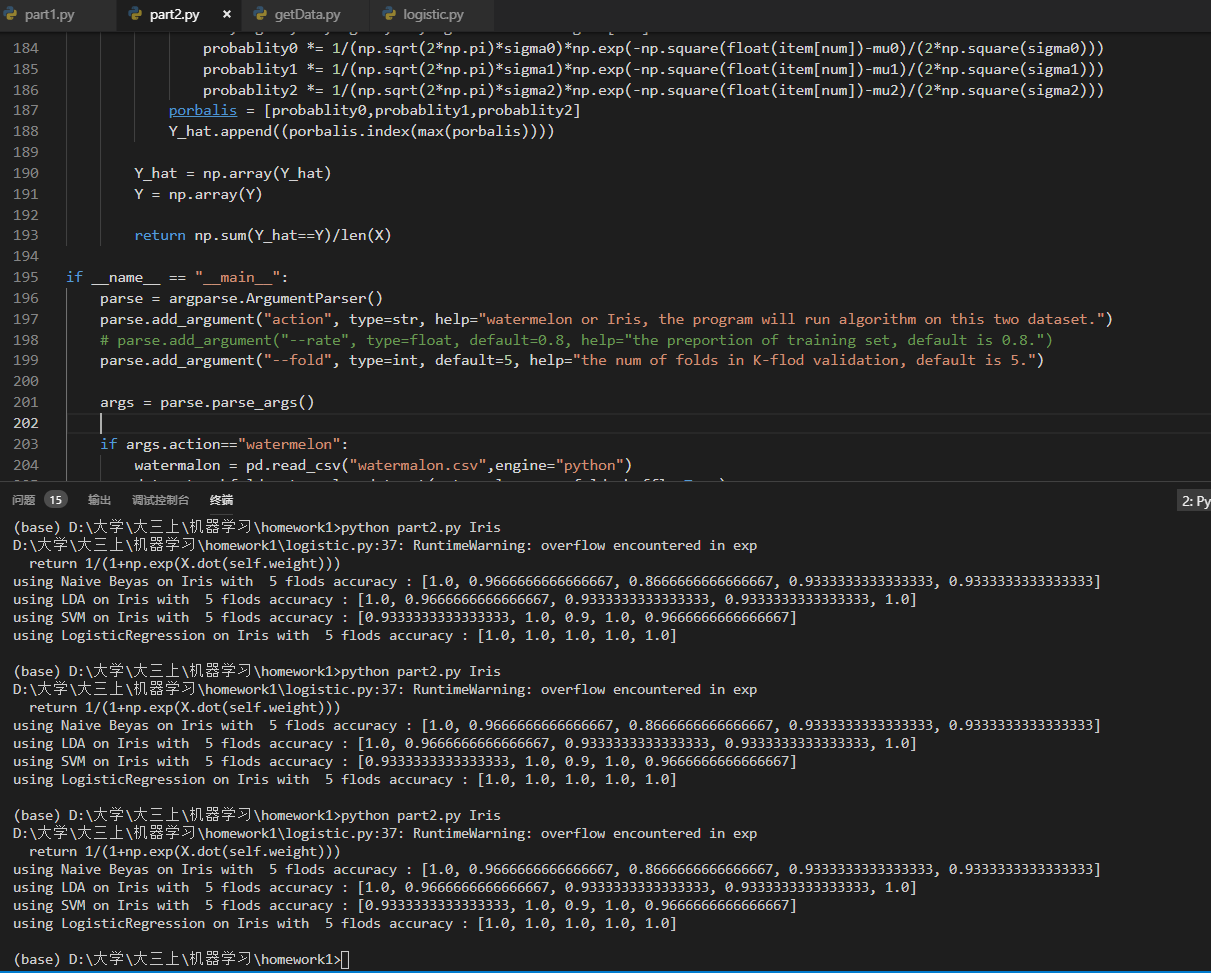 part1.py part2.py × getData.py logistic.py
184 probablity0 *= 1/(np.sqrt(2*np.pi)*sigma0)*np.exp(-np.square(float(item[num])-mu0)/(2*np.square(sigma0)))
185 probablity1 *= 1/(np.sqrt(2*np.pi)*sigma1)*np.exp(-np.square(float(item[num])-mu1)/(2*np.square(sigma1)))
186 probablity2 *= 1/(np.sqrt(2*np.pi)*sigma2)*np.exp(-np.square(float(item[num])-mu2)/(2*np.square(sigma2)))
187 porbalis = [probablity0,probablity1,probablity2]
188 Y_hat.append((porbalis.index(max(porbalis))))
189
190 Y_hat = np.array(Y_hat)
191 Y = np.array(Y)
192
193 return np.sum(Y_hat==Y)/len(X)
194
195 if __name__ == "__main__":
196 parse = argparse.ArgumentParser()
197 parse.add_argument("action", type=str, help="watermelon or Iris, the program will run algorithm on this two dataset.")
198 # parse.add_argument("--rate", type=float, default=0.8, help="the preportion of training set, default is 0.8.")
199 parse.add_argument("--fold", type=int, default=5, help="the num of folds in K-flod validation, default is 5.")
200
201 args = parse.parse_args()
202
203 if args.action=="watermelon":
204 watermalon = pd.read_csv("watermalon.csv",engine="python")
问题 15 输出 调试控制台 终端 2: Py
(base) D:\大学\大三上\机器学习\homework1>python part2.py Iris
D:\大学\大三上\机器学习\homework1\logistic.py:37: RuntimeWarning: overflow encountered in exp
return 1/(1+np.exp(X.dot(self.weight)))
using Naive Beyas on Iris with  5 flods accuracy : [1.0, 0.9666666666666667, 0.8666666666666667, 0.9333333333333333, 0.9333333333333333]
using LDA on Iris with  5 flods accuracy : [1.0, 0.9666666666666667, 0.9333333333333333, 0.9333333333333333, 1.0]
using SVM on Iris with  5 flods accuracy : [0.9333333333333333, 1.0, 0.9, 1.0, 0.9666666666666667]
using LogisticRegression on Iris with  5 flods accuracy : [1.0, 1.0, 1.0, 1.0, 1.0]
(base) D:\大学\大三上\机器学习\homework1>python part2.py Iris
D:\大学\大三上\机器学习\homework1\logistic.py:37: RuntimeWarning: overflow encountered in exp
return 1/(1+np.exp(X.dot(self.weight)))
using Naive Beyas on Iris with  5 flods accuracy : [1.0, 0.9666666666666667, 0.8666666666666667, 0.9333333333333333, 0.9333333333333333]
using LDA on Iris with  5 flods accuracy : [1.0, 0.9666666666666667, 0.9333333333333333, 0.9333333333333333, 1.0]
using SVM on Iris with  5 flods accuracy : [0.9333333333333333, 1.0, 0.9, 1.0, 0.9666666666666667]
using LogisticRegression on Iris with  5 flods accuracy : [1.0, 1.0, 1.0, 1.0, 1.0]
(base) D:\大学\大三上\机器学习\homework1>python part2.py Iris
D:\大学\大三上\机器学习\homework1\logistic.py:37: RuntimeWarning: overflow encountered in exp
return 1/(1+np.exp(X.dot(self.weight)))
using Naive Beyas on Iris with  5 flods accuracy : [1.0, 0.9666666666666667, 0.8666666666666667, 0.9333333333333333, 0.9333333333333333]
using LDA on Iris with  5 flods accuracy : [1.0, 0.9666666666666667, 0.9333333333333333, 0.9333333333333333, 1.0]
using SVM on Iris with  5 flods accuracy : [0.9333333333333333, 1.0, 0.9, 1.0, 0.9666666666666667]
using LogisticRegression on Iris with  5 flods accuracy : [1.0, 1.0, 1.0, 1.0, 1.0]
(base) D:\大学\大三上\机器学习\homework1>